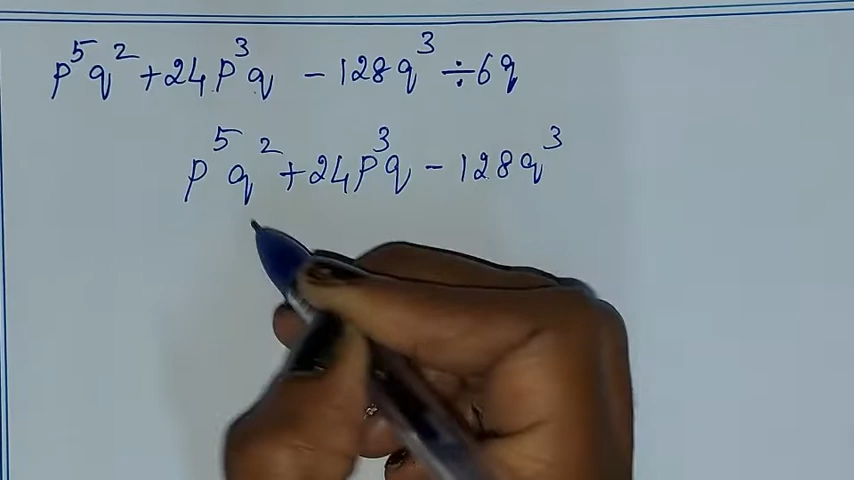 p⁵q² + 24p³q - 128q³ ÷ 6q
p⁵q² + 24p³q - 128q³